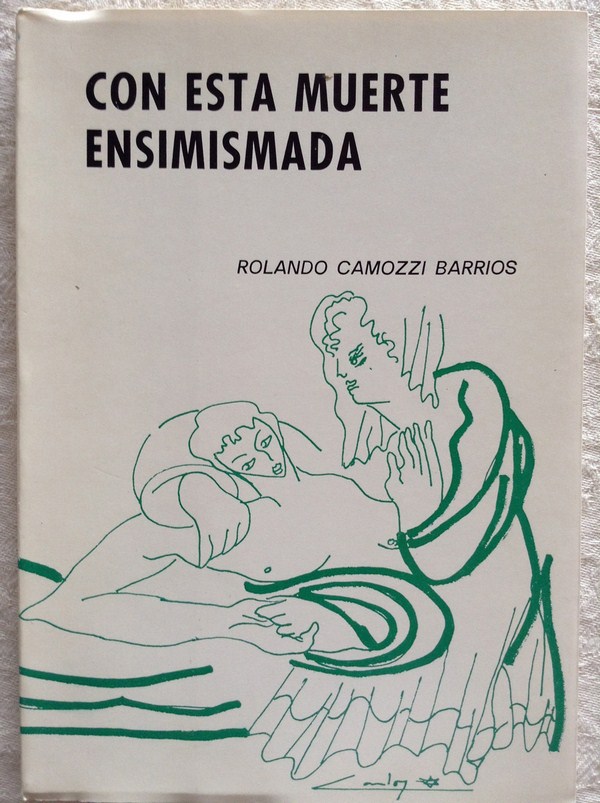 CON ESTA MUERTE
ENSIMISMADA
ROLANDO CAMOZZI BARRIOS